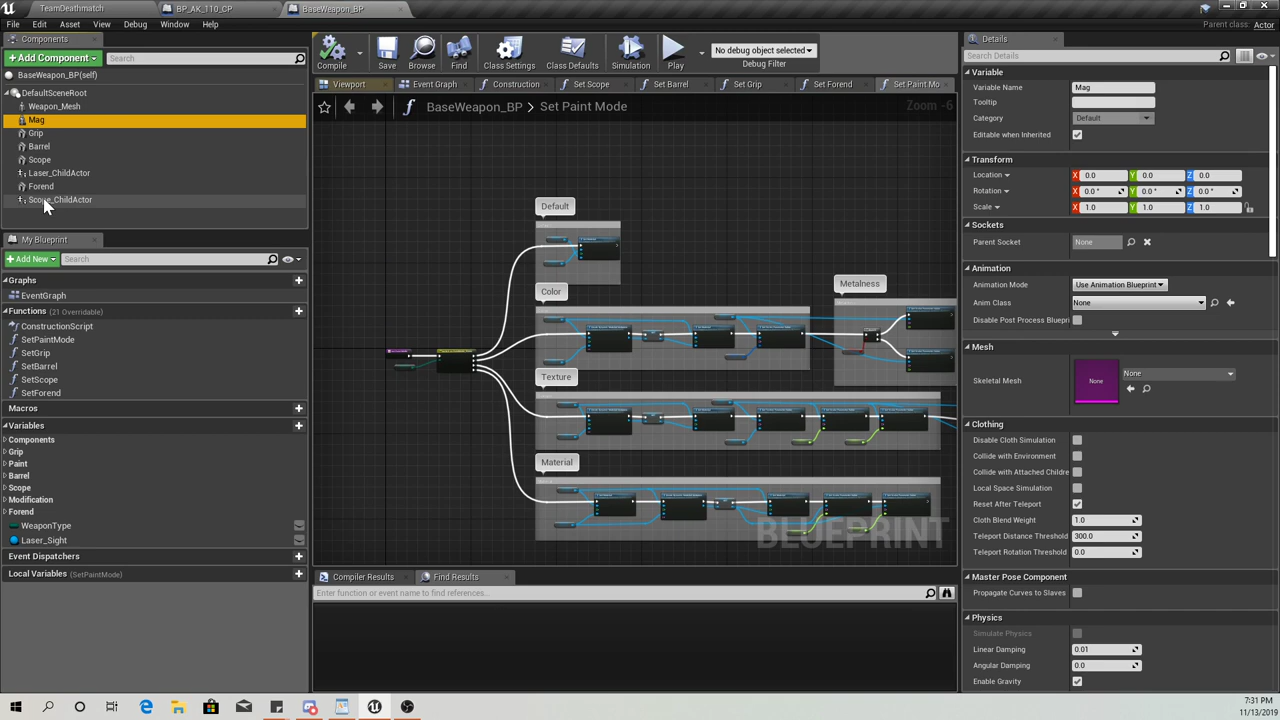 TeamDeathmatch
BP_AK_110_CP
BaseWeapon_BP
File
Edit
Asset
View
Debug
Window
Help
Parent class: Actor
Components
+ Add Component
Search
BaseWeapon_BP(self)
DefaultSceneRoot
Weapon_Mesh
Mag
Grip
Barrel
Scope
Laser_ChildActor
Forend
Scope_ChildActor
My Blueprint
+ Add New
Search
Graphs
EventGraph
Functions (21 Overridable)
ConstructionScript
SetPaintMode
SetGrip
SetBarrel
SetScope
SetForend
Macros
Variables
Components
Grip
Paint
Barrel
Scope
Modification
Forend
WeaponType
Laser_Sight
Event Dispatchers
Local Variables (SetPaintMode)
Compile
Save
Browse
Find
Class Settings
Class Defaults
Simulation
Play
No debug object selected
Debug Filter
Viewport
Event Graph
Construction
Set Scope
Set Barrel
Set Grip
Set Forend
Set Paint Mo
BaseWeapon_BP > Set Paint Mode
Zoom -6
Default
Color
Metalness
Texture
Material
BLUEPRINT
Compiler Results
Find Results
Enter function or event name to find references...
Details
Search Details
Variable
Variable Name Mag
Tooltip
Category Default
Editable when Inherited
Transform
Location X 0.0 Y 0.0 Z 0.0
Rotation X 0.0 ° Y 0.0 ° Z 0.0 °
Scale X 1.0 Y 1.0 Z 1.0
Sockets
Parent Socket None
Animation
Animation Mode Use Animation Blueprint
Anim Class None
Disable Post Process Bluepri
Mesh
Skeletal Mesh None None
Clothing
Disable Cloth Simulation
Collide with Environment
Collide with Attached Childre
Local Space Simulation
Reset After Teleport
Cloth Blend Weight 1.0
Teleport Distance Threshold 300.0
Teleport Rotation Threshold 0.0
Master Pose Component
Propagate Curves to Slaves
Physics
Simulate Physics
Linear Damping 0.01
Angular Damping 0.0
Enable Gravity
7:31 PM
11/13/2019